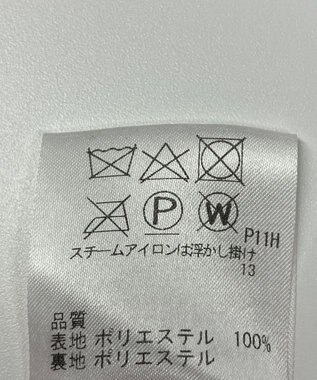 P W P11H
スチームアイロンは浮かし掛け
13
品質
表地 ポリエステル 100%
裏地 ポリエステル